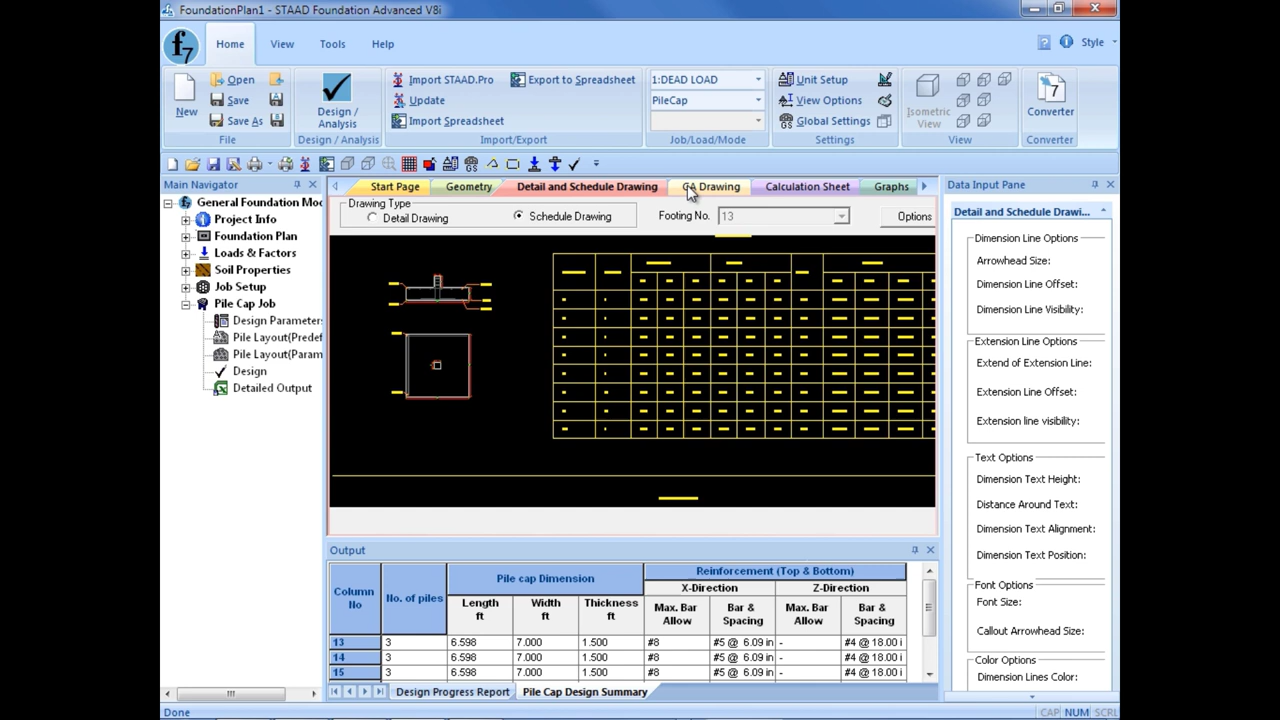 FoundationPlan1 - STAAD Foundation Advanced V8i
Home View Tools Help Style
New
Open
Save
Save As
File
Design / Analysis
Design / Analysis
Import STAAD.Pro
Update
Import Spreadsheet
Export to Spreadsheet
Import/Export
1:DEAD LOAD
PileCap
Job/Load/Mode
Unit Setup
View Options
Global Settings
Settings
Isometric View
View
7
Converter
Converter
Main Navigator
General Foundation Moc
Project Info
Foundation Plan
Loads & Factors
Soil Properties
Job Setup
Pile Cap Job
Design Parameters
Pile Layout(Predef
Pile Layout(Param
Design
Detailed Output
Start Page Geometry Detail and Schedule Drawing GA Drawing Calculation Sheet Graphs
Drawing Type
Detail Drawing
Schedule Drawing
Footing No. 13
Options
Output
Column No
No. of piles
Pile cap Dimension
Reinforcement (Top & Bottom)
X-Direction Z-Direction
Length ft
Width ft
Thickness ft
Max. Bar Allow
Bar & Spacing
Max. Bar Allow
Bar & Spacing
13 3 6.598 7.000 1.500 #8 #5 @ 6.09 in - #4 @ 18.00 i
14 3 6.598 7.000 1.500 #8 #5 @ 6.09 in - #4 @ 18.00 i
15 3 6.598 7.000 1.500 #8 #5 @ 6.09 in - #4 @ 18.00 i
Design Progress Report Pile Cap Design Summary
Data Input Pane
Detail and Schedule Drawi...
Dimension Line Options
Arrowhead Size:
Dimension Line Offset:
Dimension Line Visibility:
Extension Line Options
Extend of Extension Line:
Extension Line Offset:
Extension line visibility:
Text Options
Dimension Text Height:
Distance Around Text:
Dimension Text Alignment:
Dimension Text Position:
Font Options
Font Size:
Callout Arrowhead Size:
Color Options
Dimension Lines Color:
Done
CAP NUM SCRL